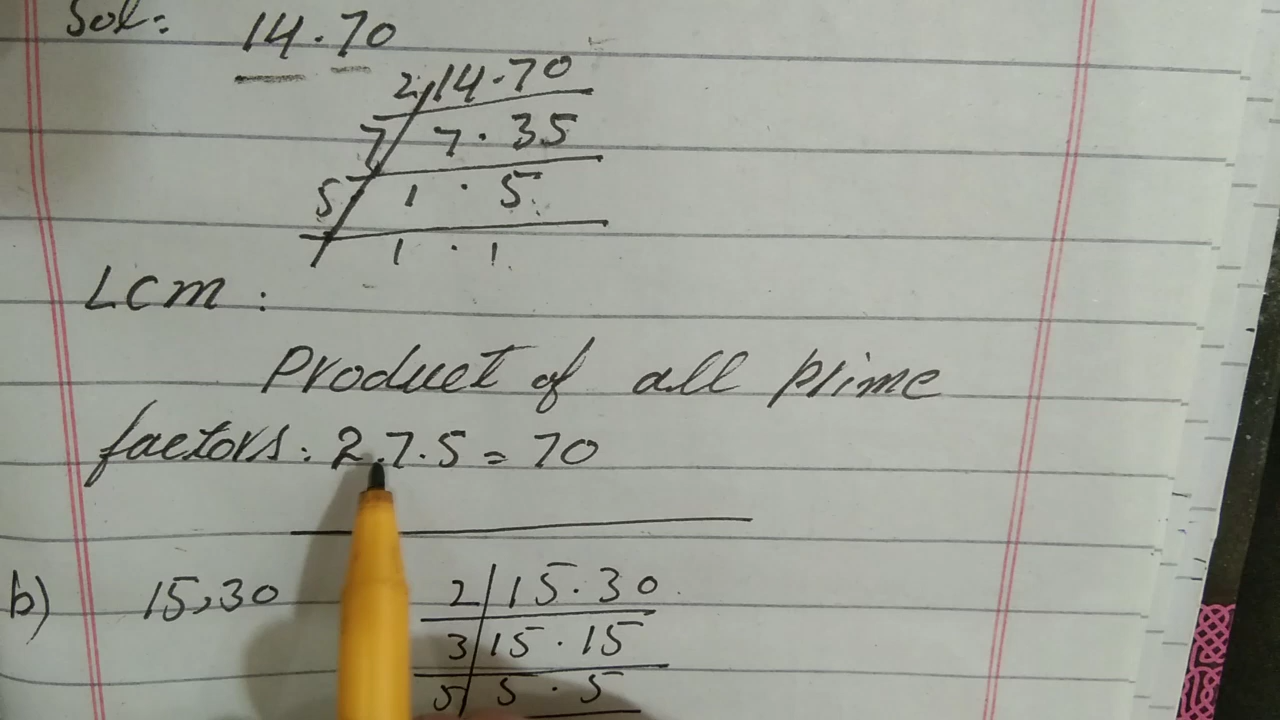 Sol:
14.70
2 14.70
7 7.35
5 1.5
1.1
LCM:
Product of all prime
factors: 2.7.5 = 70
b) 15,30
2 15.30
3 15.15
5 5.5